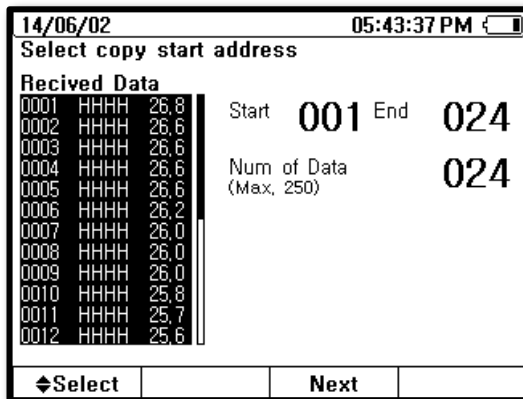 14/06/02 05:43:37 PM
Select copy start address
Recived Data
0001 HHHH 26,8
0002 HHHH 26,6
0003 HHHH 26,6
0004 HHHH 26,6
0005 HHHH 26,6
0006 HHHH 26,2
0007 HHHH 26,0
0008 HHHH 26,0
0009 HHHH 26,0
0010 HHHH 25,8
0011 HHHH 25,7
0012 HHHH 25,6
Start 001 End 024
Num of Data 024
(Max, 250)
Select Next